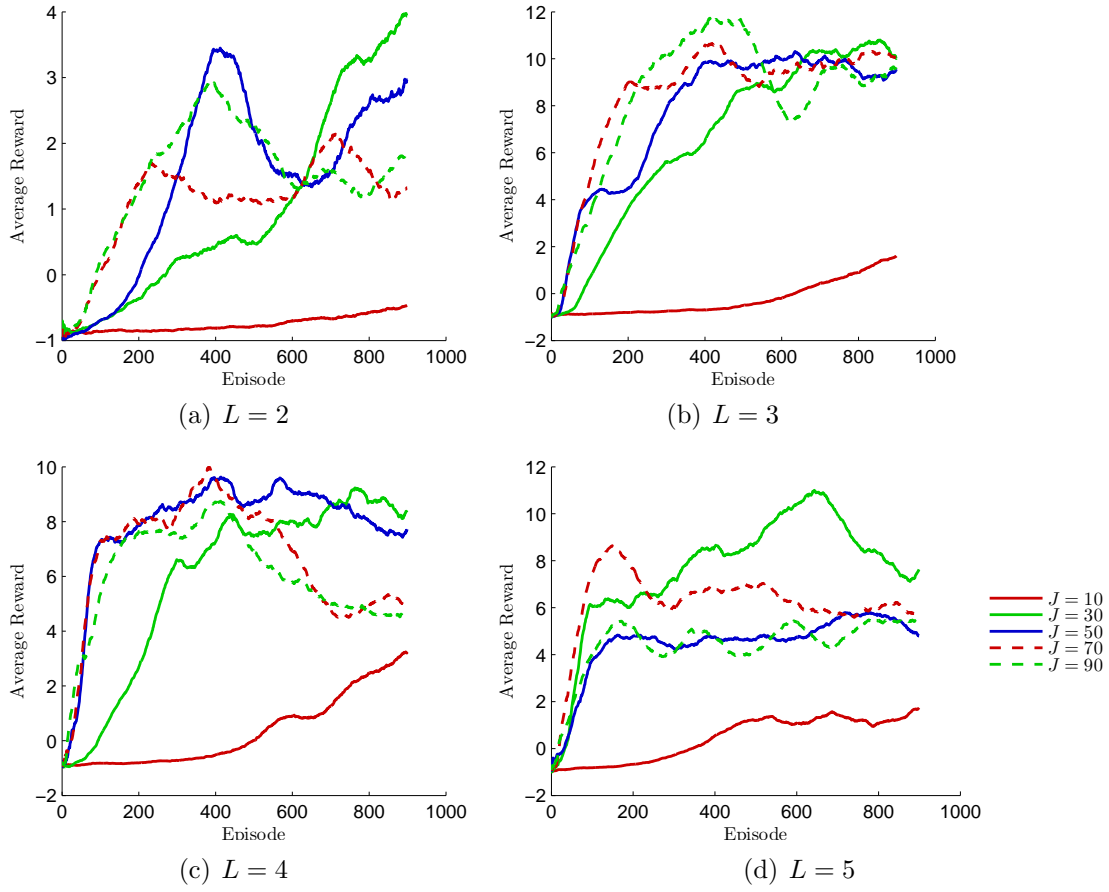 4
3
2
1
0
−1
Average Reward
0 200 400 600 800 1000
Episode
(a) L = 2
12
10
8
6
4
2
0
−2
Average Reward
0 200 400 600 800 1000
Episode
(b) L = 3
10
8
6
4
2
0
−2
Average Reward
0 200 400 600 800 1000
Episode
(c) L = 4
12
10
8
6
4
2
0
−2
Average Reward
0 200 400 600 800 1000
Episode
(d) L = 5
J = 10
J = 30
J = 50
J = 70
J = 90